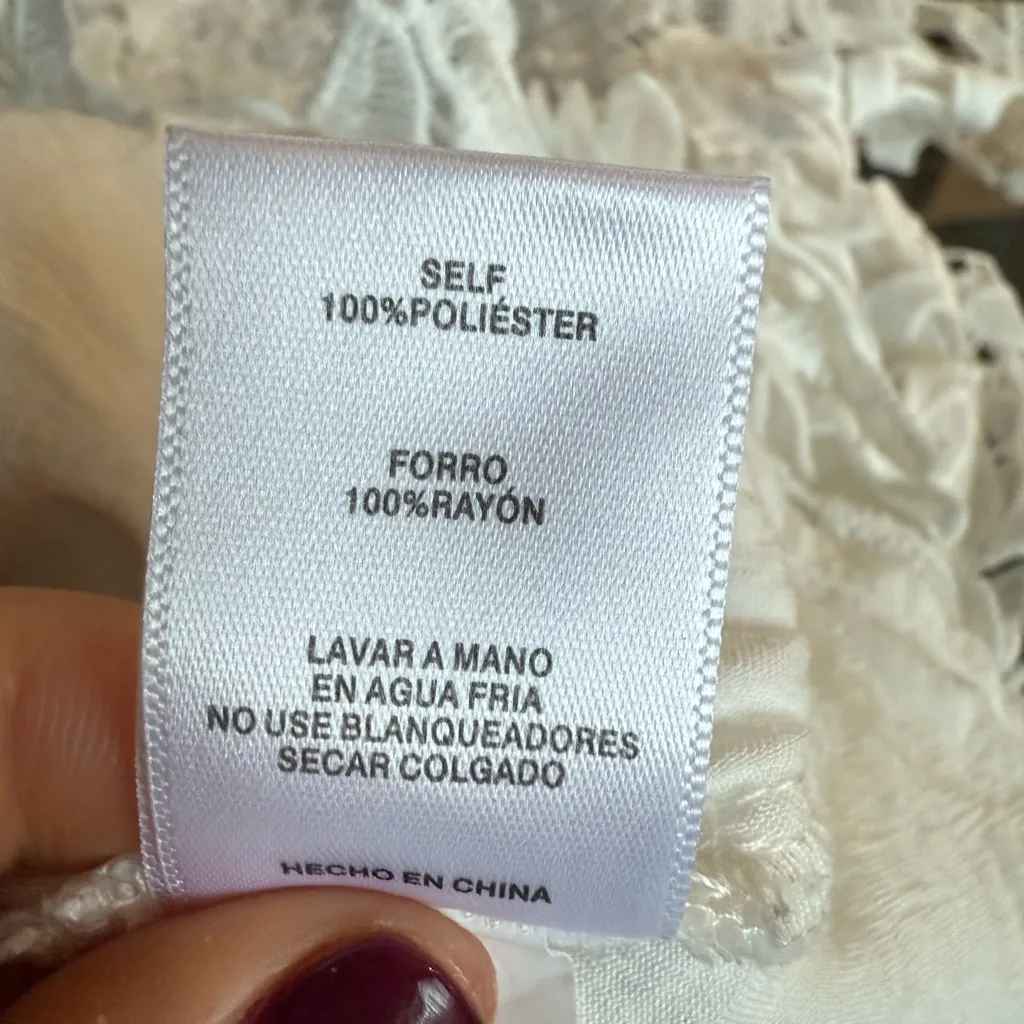 SELF
100%POLIÉSTER
FORRO
100%RAYÓN
LAVAR A MANO
EN AGUA FRIA
NO USE BLANQUEADORES
SECAR COLGADO
HECHO EN CHINA